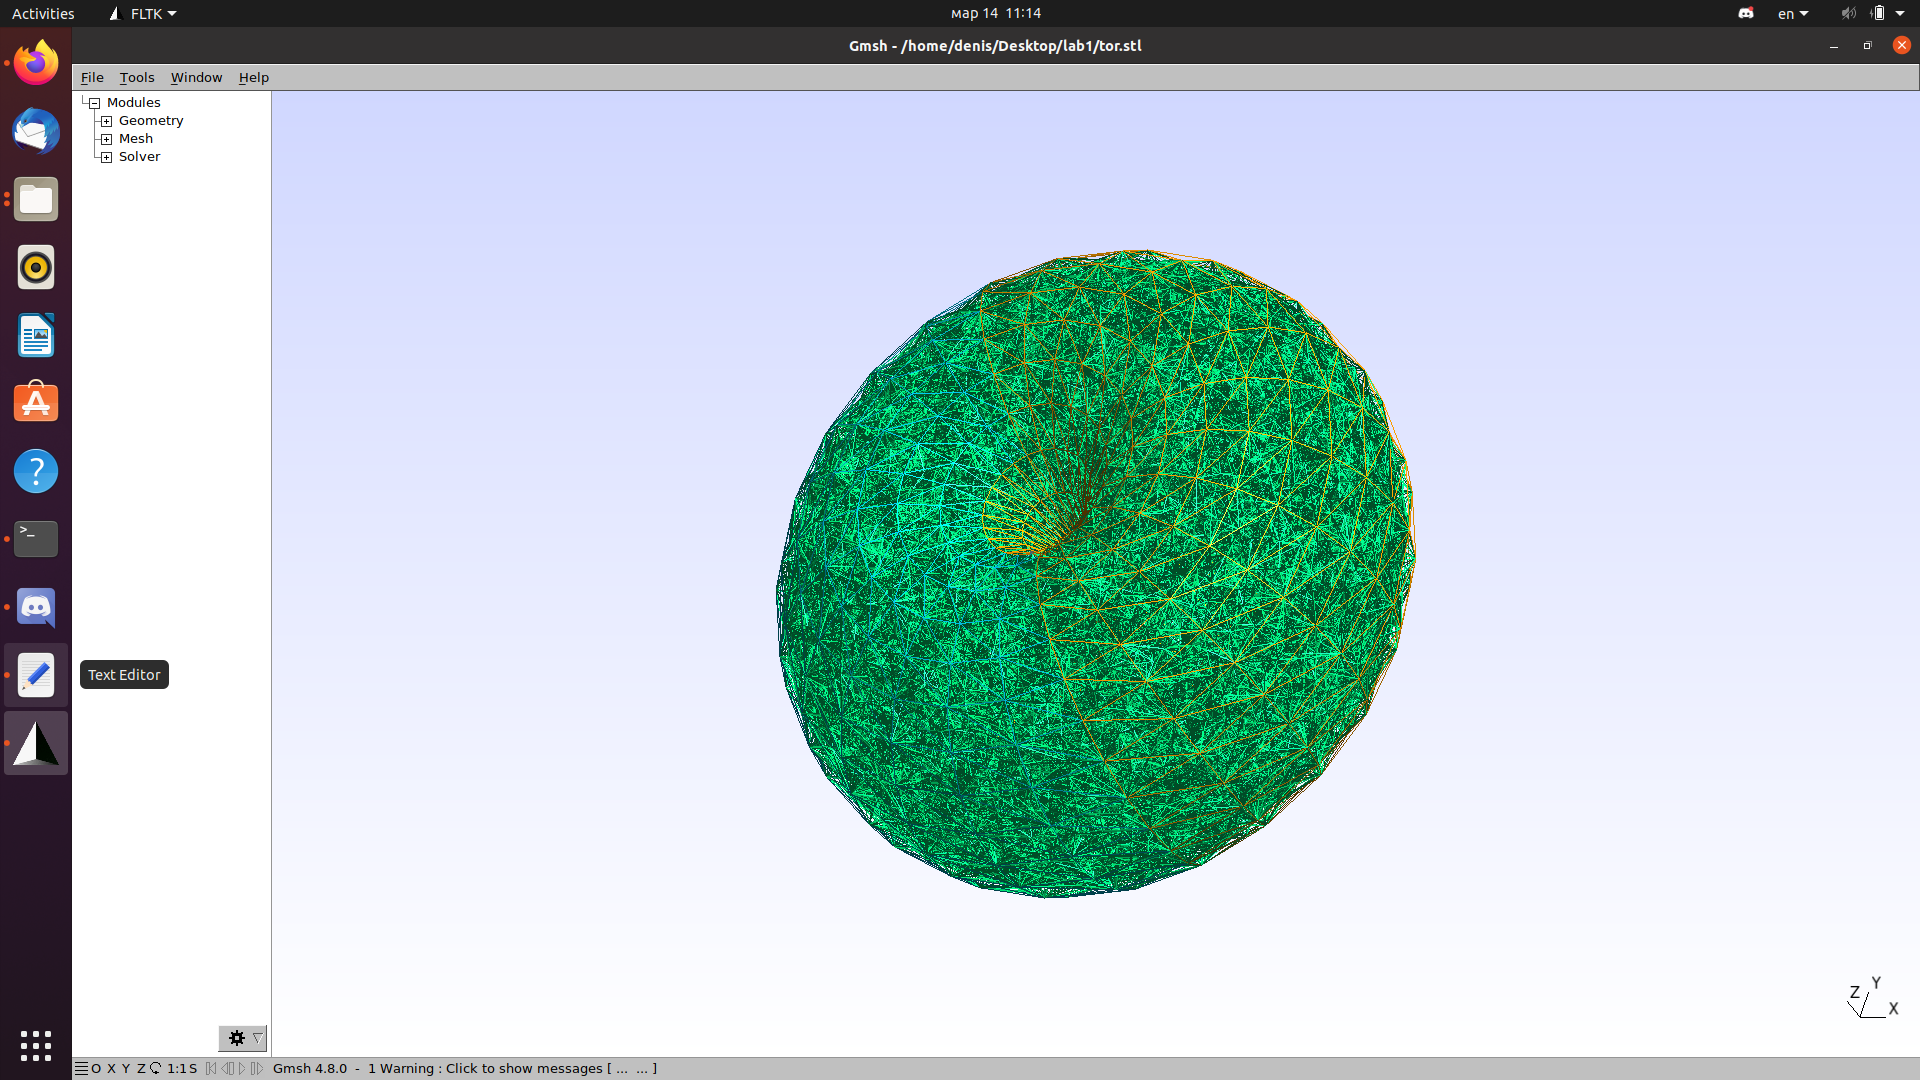 Activities FLTK мар 14 11:14 en
Gmsh - /home/denis/Desktop/lab1/tor.stl
File Tools Window Help
Modules
Geometry
Mesh
Solver
>_
?
Text Editor
Y
Z
X
O X Y Z 1:1 S Gmsh 4.8.0 - 1 Warning : Click to show messages [ ... ... ]